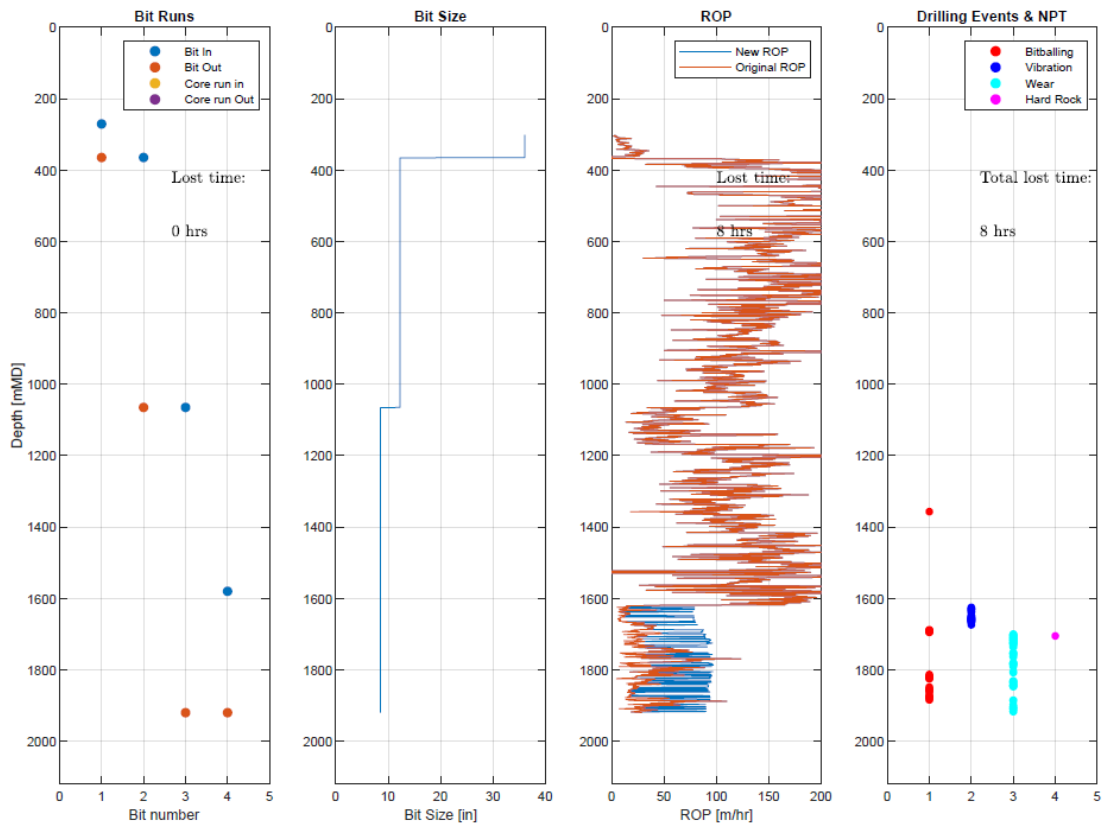 Bit Runs
0
200
400
600
800
1000
1200
1400
1600
1800
2000
Depth [mMD]
Bit In
Bit Out
Core run in
Core run Out
Lost time:
0 hrs
0 1 2 3 4 5
Bit number
Bit Size
0
200
400
600
800
1000
1200
1400
1600
1800
2000
0 10 20 30 40
Bit Size [in]
ROP
0
200
400
600
800
1000
1200
1400
1600
1800
2000
New ROP
Original ROP
Lost time:
8 hrs
0 50 100 150 200
ROP [m/hr]
Drilling Events & NPT
0
200
400
600
800
1000
1200
1400
1600
1800
2000
Bitballing
Vibration
Wear
Hard Rock
Total lost time:
8 hrs
0 1 2 3 4 5